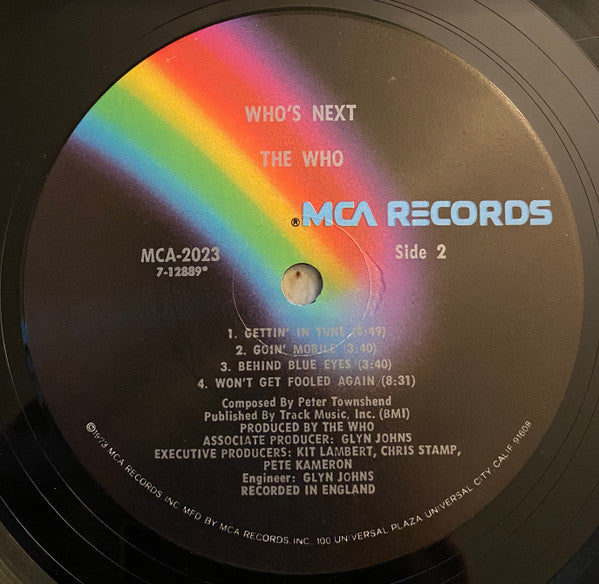 WHO'S NEXT
THE WHO
®MCA RECORDS
MCA-2023
7-12889*
Side 2
1. GETTIN' IN TUNE (4:49)
2. GOIN' MOBILE (3.40)
3. BEHIND BLUE EYES (3:40)
4. WON'T GET FOOLED AGAIN (8:31)
Composed By Peter Townshend
Published By Track Music, Inc. (BMI)
PRODUCED BY THE WHO
ASSOCIATE PRODUCER: GLYN JOHNS
EXECUTIVE PRODUCERS: KIT LAMBERT, CHRIS STAMP,
PETE KAMERON
Engineer: GLYN JOHNS
RECORDED IN ENGLAND
©1973 MCA RECORDS INC MFD BY MCA RECORDS, INC., 100 UNIVERSAL PLAZA, UNIVERSAL CITY, CALIF. 91608